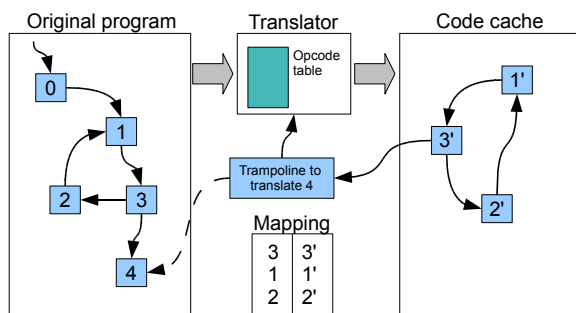 Original program
Translator
Code cache
Opcode
table
0
1
2
3
4
1'
3'
2'
Trampoline to
translate 4
Mapping
3 3'
1 1'
2 2'